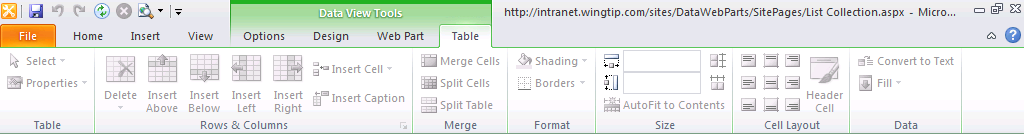 Data View Tools
http://intranet.wingtip.com/sites/DataWebParts/SitePages/List Collection.aspx - Micro...
File Home Insert View Options Design Web Part Table
Select
Properties
Table
Delete
Insert Above
Insert Below
Insert Left
Insert Right
Insert Cell
Insert Caption
Rows & Columns
Merge Cells
Split Cells
Split Table
Merge
Shading
Borders
Format
AutoFit to Contents
Size
Header Cell
Cell Layout
Convert to Text
Fill
Data